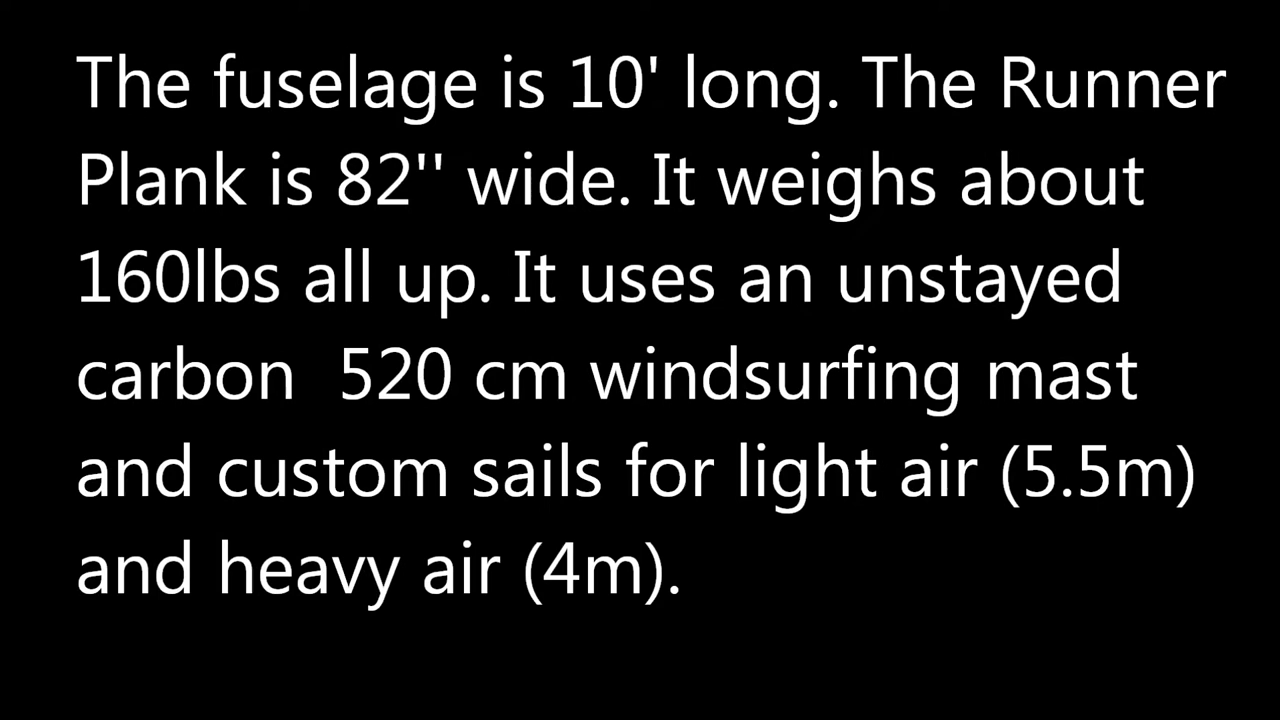 The fuselage is 10' long. The Runner
Plank is 82'' wide. It weighs about
160lbs all up. It uses an unstayed
carbon  520 cm windsurfing mast
and custom sails for light air (5.5m)
and heavy air (4m).